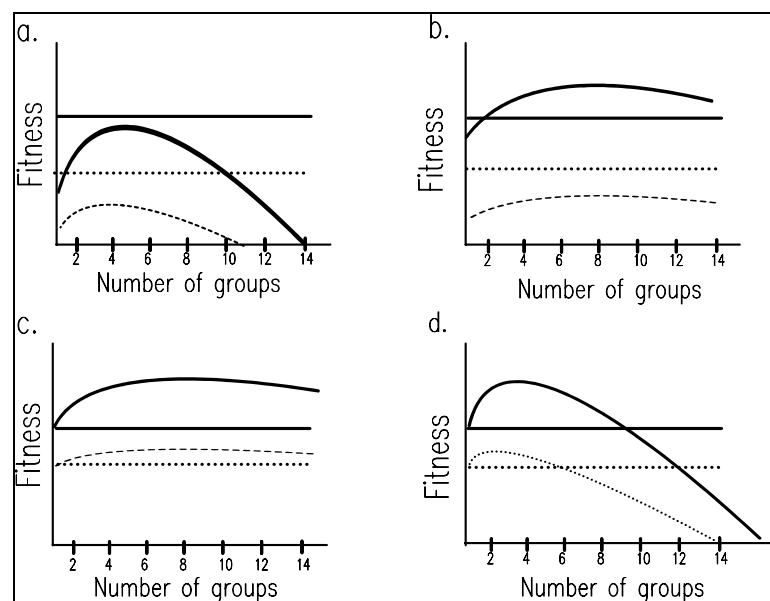 a.
Fitness
2 4 6 8 10 12 14
Number of groups
b.
Fitness
2 4 6 8 10 12 14
Number of groups
c.
Fitness
2 4 6 8 10 12 14
Number of groups
d.
Fitness
2 4 6 8 10 12 14
Number of groups